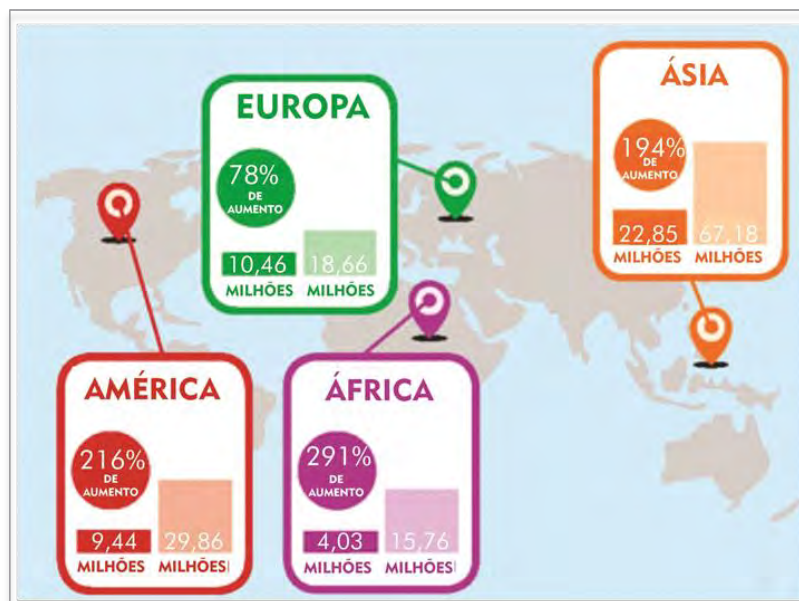 EUROPA
78%
DE
AUMENTO
10,46 18,66
MILHÕES MILHÕES
ÁSIA
194%
DE
AUMENTO
22,85 67,18
MILHÕES MILHÕES
AMÉRICA
216%
DE
AUMENTO
9,44 29,86
MILHÕES MILHÕES
ÁFRICA
291%
DE
AUMENTO
4,03 15,76
MILHÕES MILHÕES